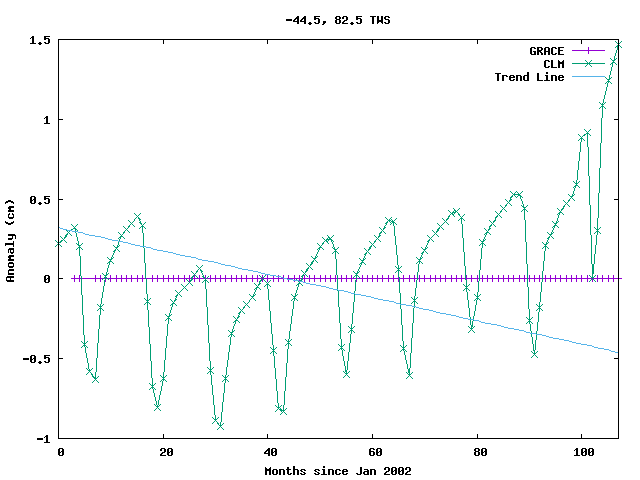 -44.5, 82.5 TWS
GRACE
CLM
Trend Line
1.5
1
0.5
0
-0.5
-1
Anomaly (cm)
0 20 40 60 80 100
Months since Jan 2002